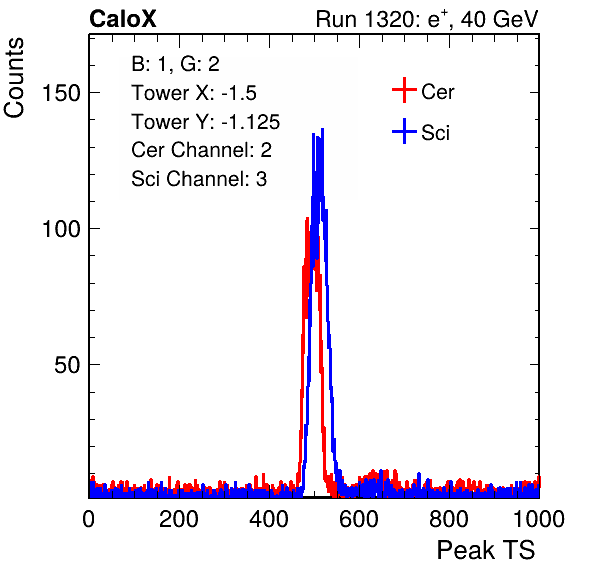 CaloX Run 1320: e⁺, 40 GeV
Counts
B: 1, G: 2
Tower X: -1.5
Tower Y: -1.125
Cer Channel: 2
Sci Channel: 3
Cer
Sci
150
100
50
0 200 400 600 800 1000
Peak TS